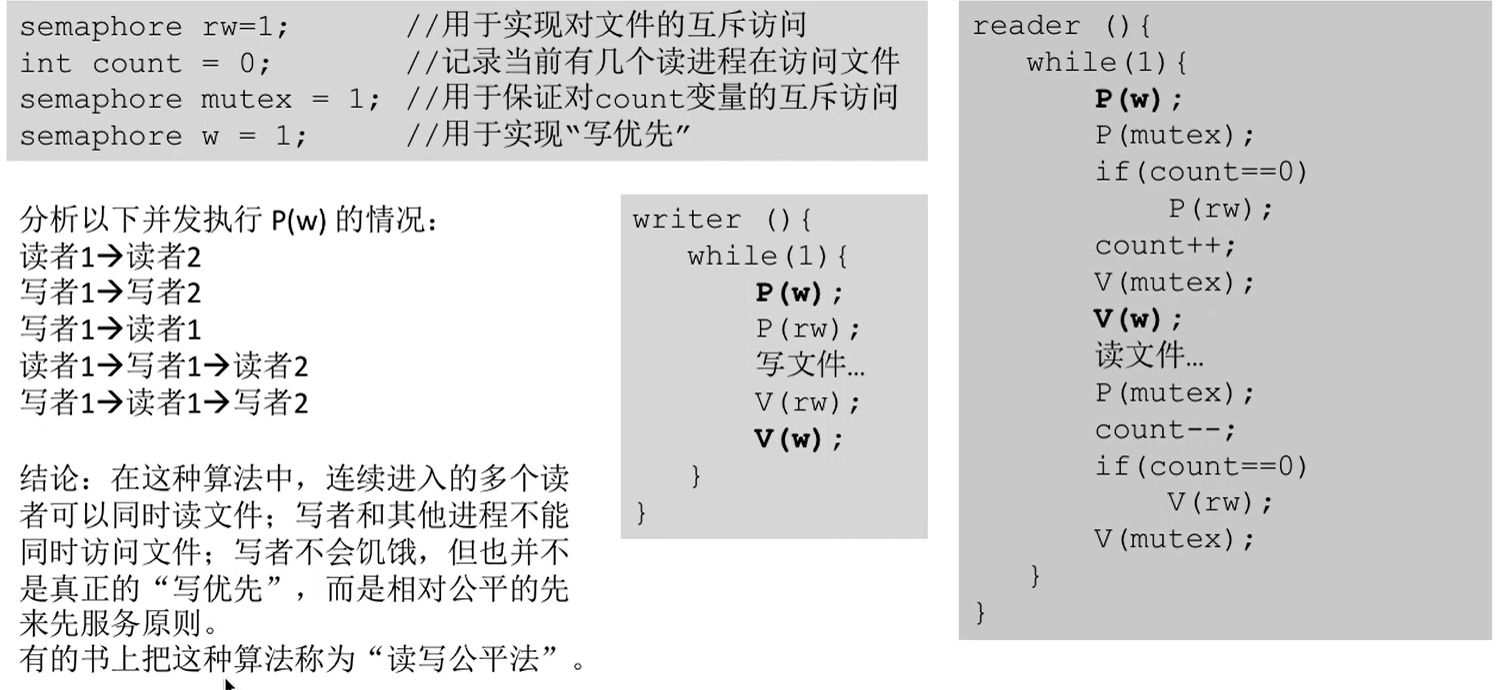 semaphore rw=1; //用于实现对文件的互斥访问
int count = 0; //记录当前有几个读进程在访问文件
semaphore mutex = 1; //用于保证对count变量的互斥访问
semaphore w = 1; //用于实现“写优先”
分析以下并发执行 P(w) 的情况：
读者1→读者2
写者1→写者2
写者1→读者1
读者1→写者1→读者2
写者1→读者1→写者2
结论：在这种算法中，连续进入的多个读
者可以同时读文件；写者和其他进程不能
同时访问文件；写者不会饥饿，但也并不
是真正的“写优先”，而是相对公平的先
来先服务原则。
有的书上把这种算法称为“读写公平法”。
writer (){
while(1){
P(w);
P(rw);
写文件…
V(rw);
V(w);
}
}
reader (){
while(1){
P(w);
P(mutex);
if(count==0)
P(rw);
count++;
V(mutex);
V(w);
读文件…
P(mutex);
count--;
if(count==0)
V(rw);
V(mutex);
}
}